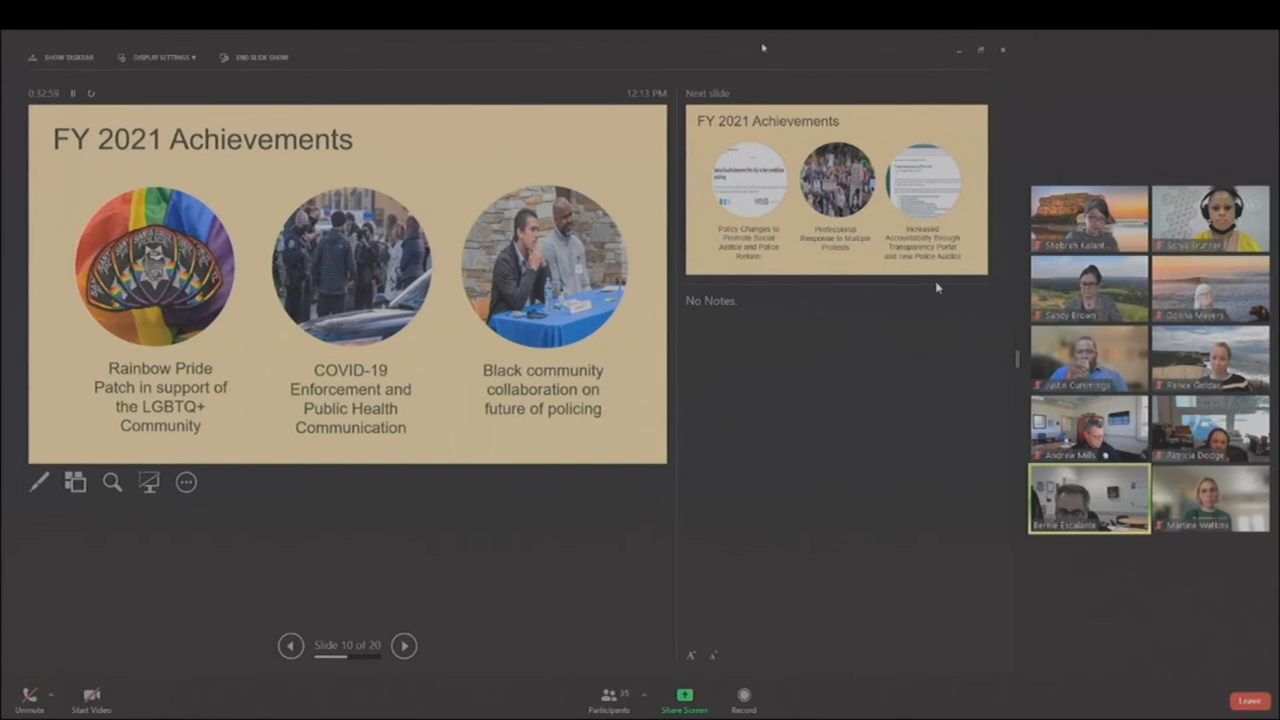 SHOW TASKBAR
DISPLAY SETTINGS ▾
END SLIDE SHOW
0:32:59
12:13 PM
FY 2021 Achievements
POLICE
Rainbow Pride
Patch in support of
the LGBTQ+
Community
COVID-19
Enforcement and
Public Health
Communication
Black community
collaboration on
future of policing
Slide 10 of 20
Next slide
FY 2021 Achievements
Policy Changes to
Promote Social
Justice and Police
Reform
Professional
Response to Multiple
Protests
Increased
Accountability through
Transparency Portal
and new Police Auditor
No Notes.
A
A
Shebreh Kalant
Sonja Brunner
Sandy Brown
Donna Meyers
Justin Cummings
Renee Golder
Andrew Mills
Patricia Dodge
Bernie Escalante
Martine Watkins
Unmute
Start Video
35
Participants
Share Screen
Record
Leave